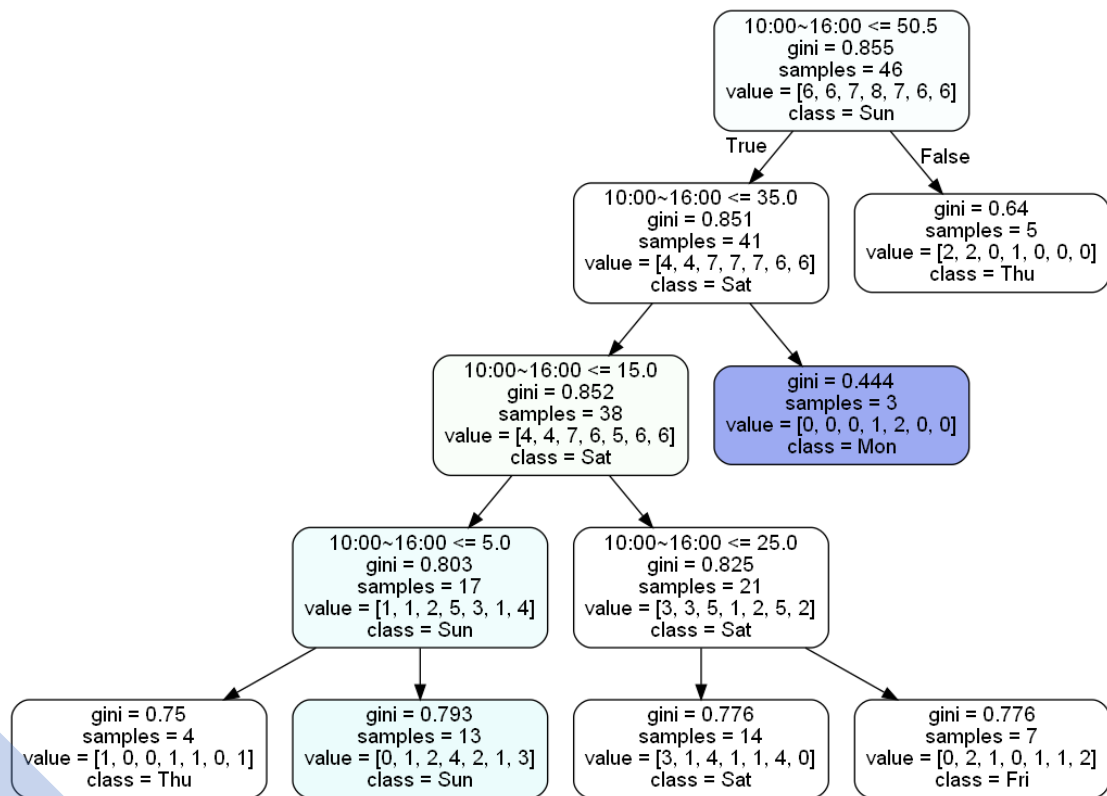 10:00~16:00 <= 50.5
gini = 0.855
samples = 46
value = [6, 6, 7, 8, 7, 6, 6]
class = Sun
True
False
10:00~16:00 <= 35.0
gini = 0.851
samples = 41
value = [4, 4, 7, 7, 7, 6, 6]
class = Sat
gini = 0.64
samples = 5
value = [2, 2, 0, 1, 0, 0, 0]
class = Thu
10:00~16:00 <= 15.0
gini = 0.852
samples = 38
value = [4, 4, 7, 6, 5, 6, 6]
class = Sat
gini = 0.444
samples = 3
value = [0, 0, 0, 1, 2, 0, 0]
class = Mon
10:00~16:00 <= 5.0
gini = 0.803
samples = 17
value = [1, 1, 2, 5, 3, 1, 4]
class = Sun
10:00~16:00 <= 25.0
gini = 0.825
samples = 21
value = [3, 3, 5, 1, 2, 5, 2]
class = Sat
gini = 0.75
samples = 4
value = [1, 0, 0, 1, 1, 0, 1]
class = Thu
gini = 0.793
samples = 13
value = [0, 1, 2, 4, 2, 1, 3]
class = Sun
gini = 0.776
samples = 14
value = [3, 1, 4, 1, 1, 4, 0]
class = Sat
gini = 0.776
samples = 7
value = [0, 2, 1, 0, 1, 1, 2]
class = Fri